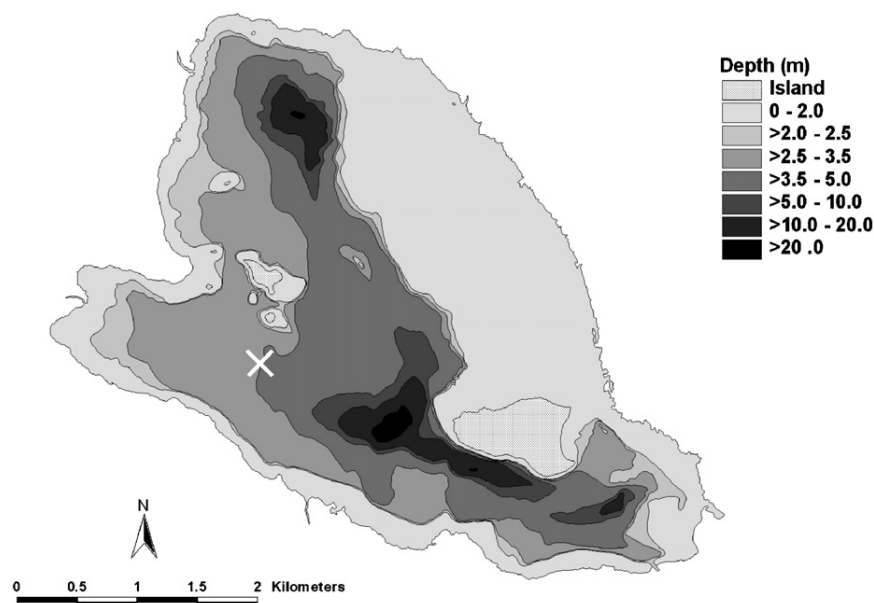 Depth (m)
Island
0 - 2.0
>2.0 - 2.5
>2.5 - 3.5
>3.5 - 5.0
>5.0 - 10.0
>10.0 - 20.0
>20 .0
N
0 0.5 1 1.5 2 Kilometers